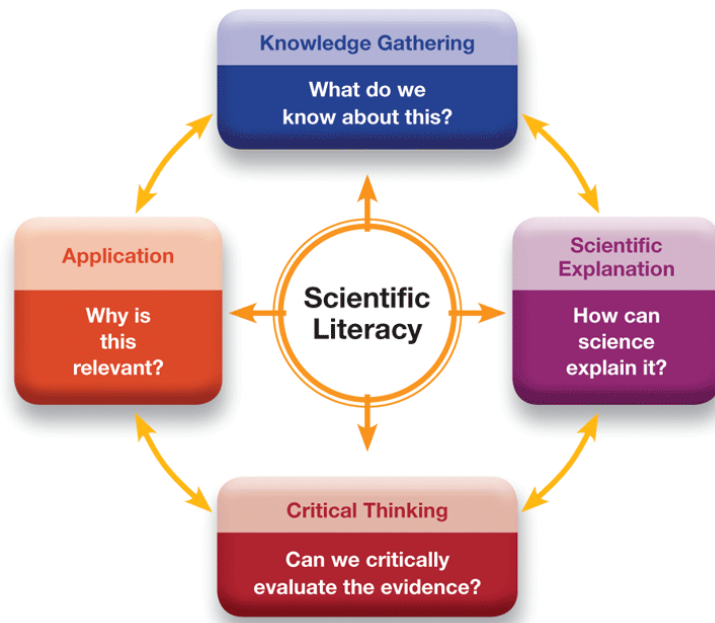 Knowledge Gathering
What do we
know about this?
Application
Why is
this
relevant?
Scientific
Literacy
Scientific
Explanation
How can
science
explain it?
Critical Thinking
Can we critically
evaluate the evidence?